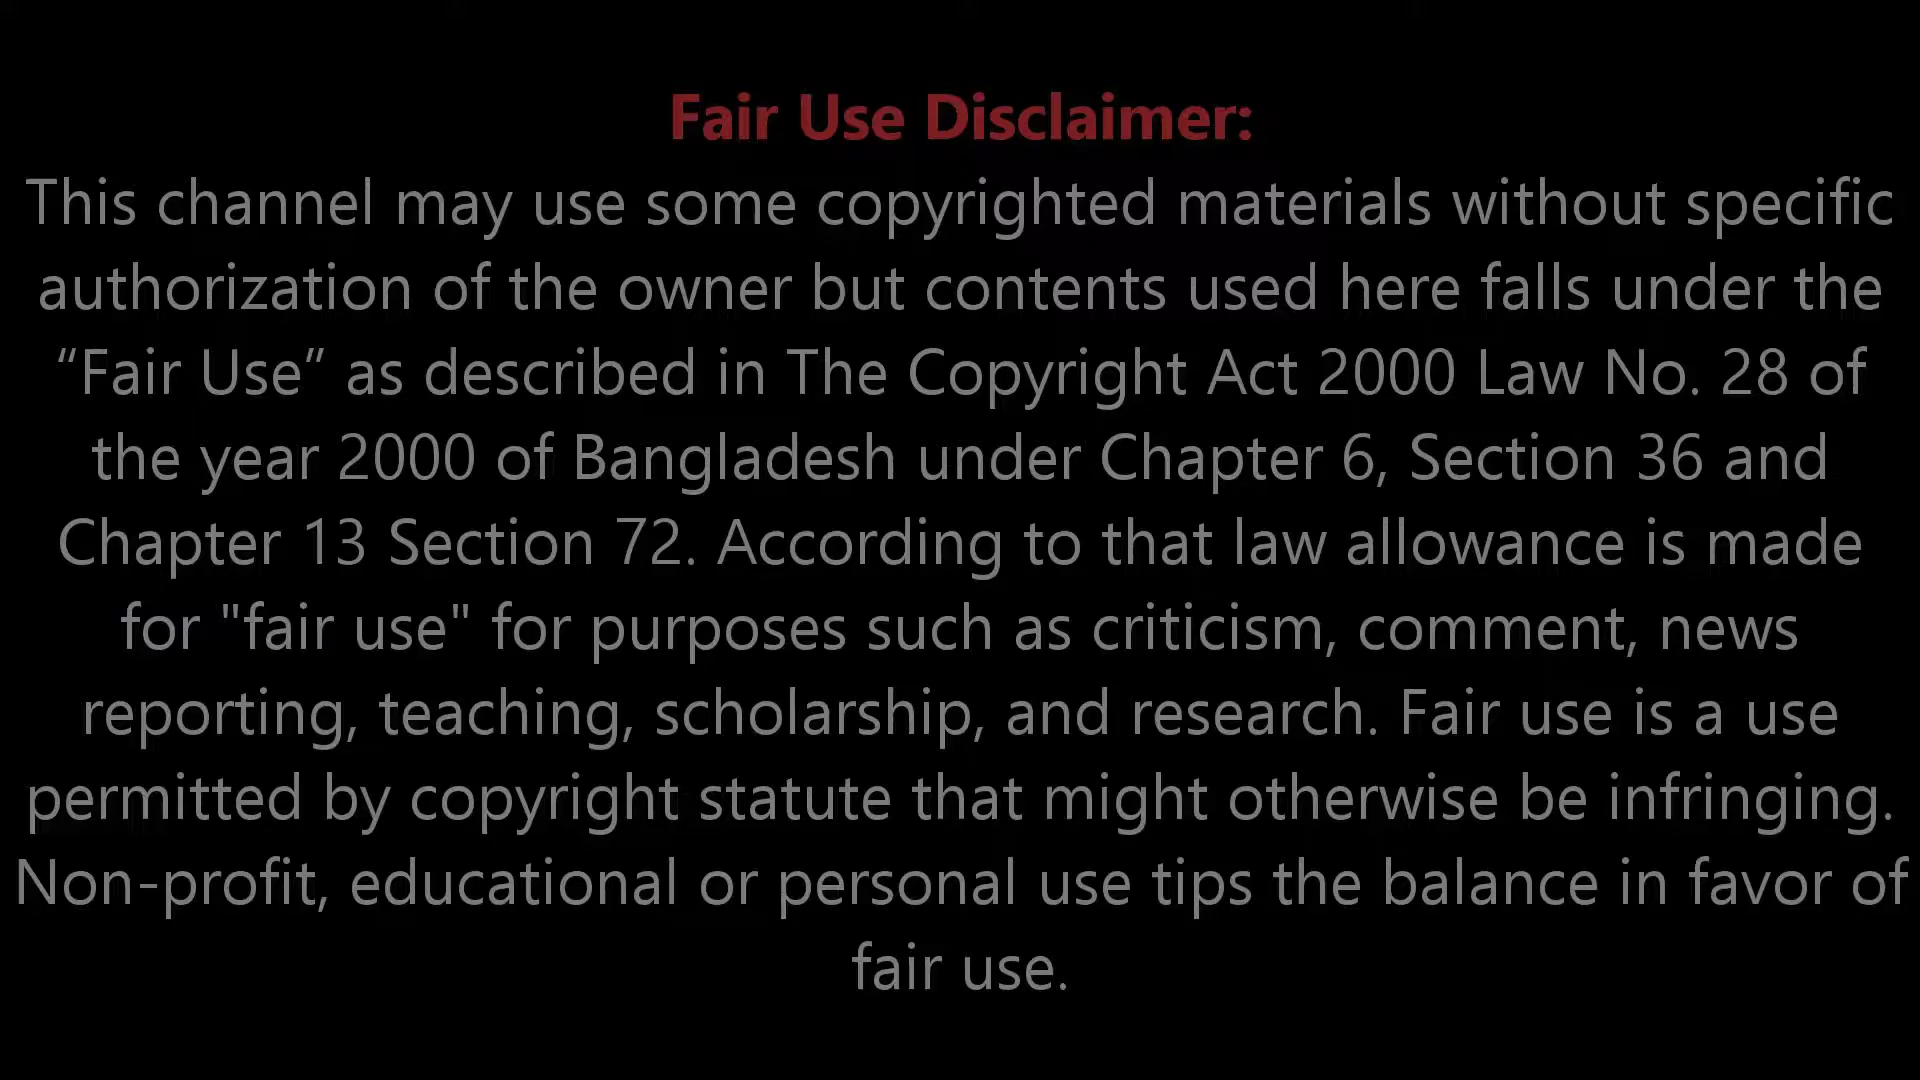 Fair Use Disclaimer:
This channel may use some copyrighted materials without specific
authorization of the owner but contents used here falls under the
“Fair Use” as described in The Copyright Act 2000 Law No. 28 of
the year 2000 of Bangladesh under Chapter 6, Section 36 and
Chapter 13 Section 72. According to that law allowance is made
for "fair use" for purposes such as criticism, comment, news
reporting, teaching, scholarship, and research. Fair use is a use
permitted by copyright statute that might otherwise be infringing.
Non-profit, educational or personal use tips the balance in favor of
fair use.